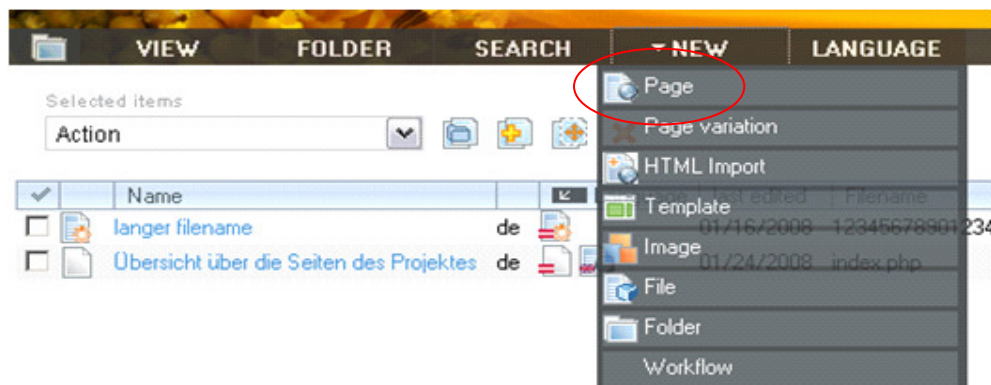 VIEW FOLDER SEARCH NEW LANGUAGE
Selected items
Action
Page
Page variation
HTML Import
Template
Image
File
Folder
Workflow
Name last edited Filename
langer filename de 01/16/2008 12345678901234
Übersicht über die Seiten des Projektes de 01/24/2008 index.php